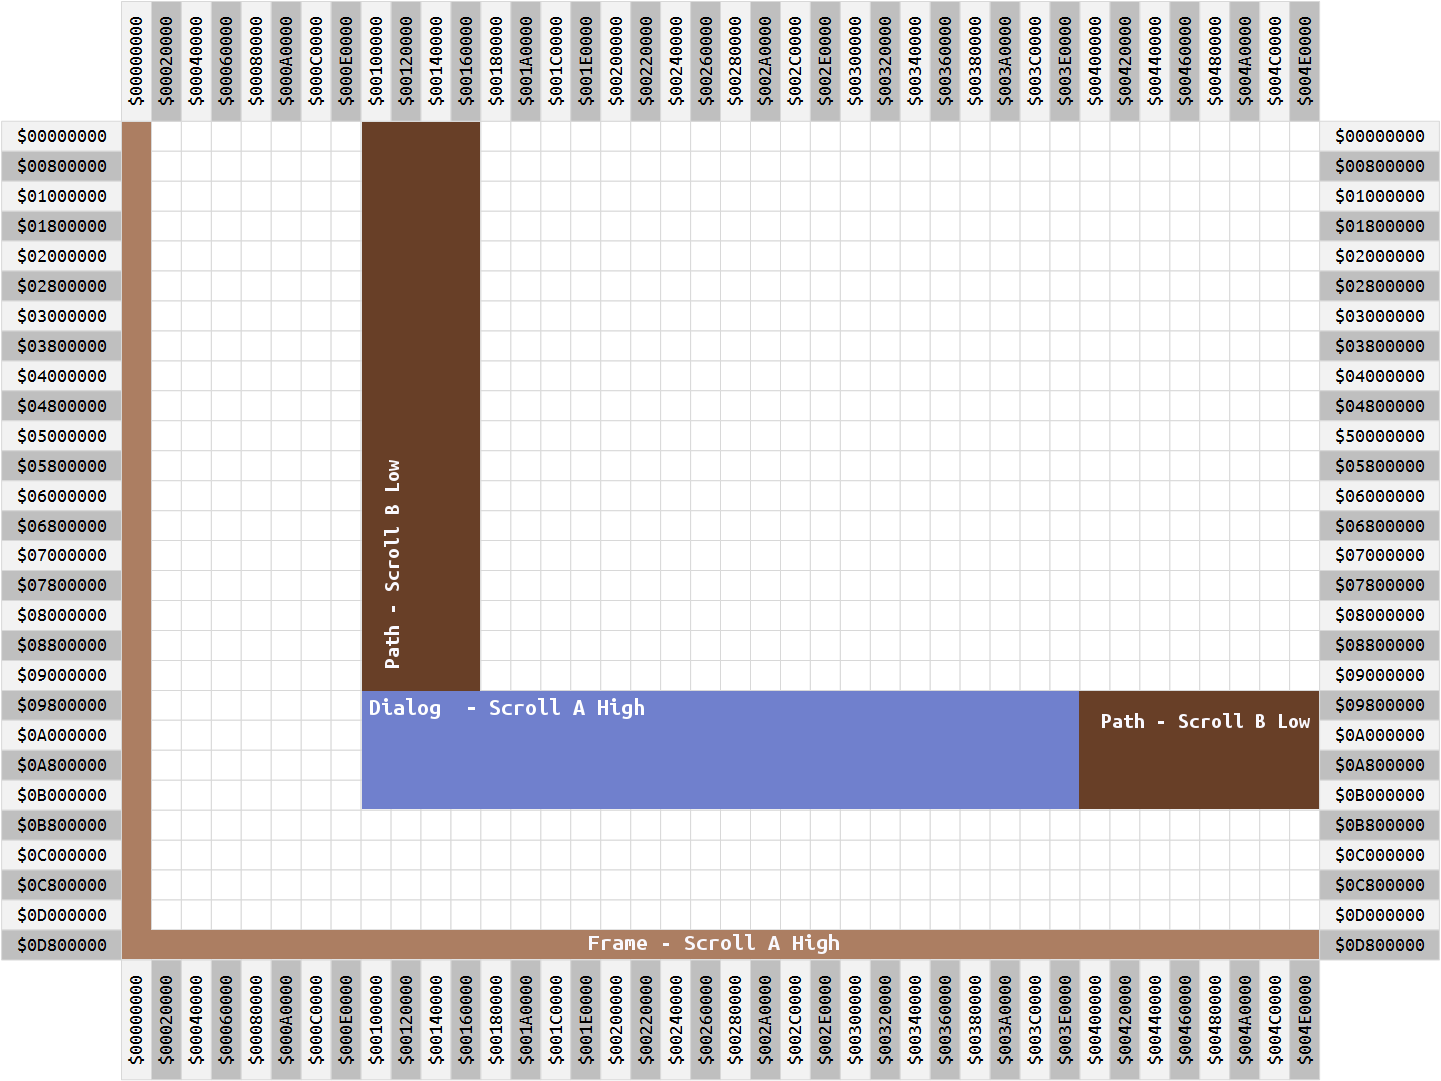 $00000000 $00020000 $00040000 $00060000 $00080000 $000A0000 $000C0000 $000E0000 $00100000 $00120000 $00140000 $00160000 $00180000 $001A0000 $001C0000 $001E0000 $00200000 $00220000 $00240000 $00260000 $00280000 $002A0000 $002C0000 $002E0000 $00300000 $00320000 $00340000 $00360000 $00380000 $003A0000 $003C0000 $003E0000 $00400000 $00420000 $00440000 $00460000 $00480000 $004A0000 $004C0000 $004E0000
$00000000 $00000000
$00800000 $00800000
$01000000 $01000000
$01800000 $01800000
$02000000 $02000000
$02800000 $02800000
$03000000 $03000000
$03800000 $03800000
$04000000 $04000000
$04800000 $04800000
$05000000 $50000000
$05800000 $05800000
$06000000 $06000000
$06800000 $06800000
$07000000 $07000000
$07800000 $07800000
$08000000 $08000000
$08800000 $08800000
$09000000 $09000000
Path - Scroll B Low
$09800000 Dialog  - Scroll A High Path - Scroll B Low $09800000
$0A000000 $0A000000
$0A800000 $0A800000
$0B000000 $0B000000
$0B800000 $0B800000
$0C000000 $0C000000
$0C800000 $0C800000
$0D000000 $0D000000
$0D800000 Frame - Scroll A High $0D800000
$00000000 $00020000 $00040000 $00060000 $00080000 $000A0000 $000C0000 $000E0000 $00100000 $00120000 $00140000 $00160000 $00180000 $001A0000 $001C0000 $001E0000 $00200000 $00220000 $00240000 $00260000 $00280000 $002A0000 $002C0000 $002E0000 $00300000 $00320000 $00340000 $00360000 $00380000 $003A0000 $003C0000 $003E0000 $00400000 $00420000 $00440000 $00460000 $00480000 $004A0000 $004C0000 $004E0000